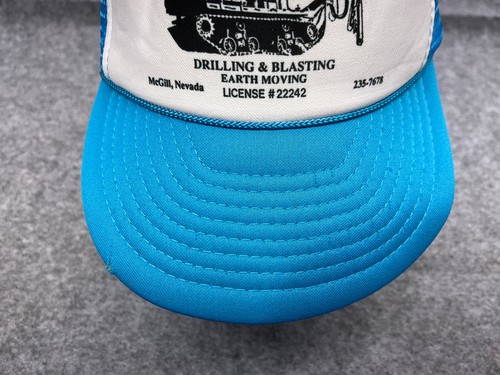 DRILLING & BLASTING
EARTH MOVING
McGill, Nevada 235-7678
LICENSE # 22242